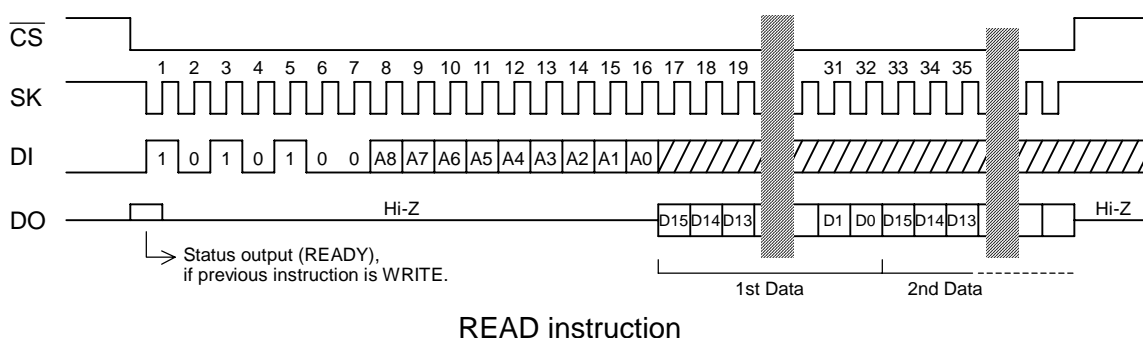 CS
1 2 3 4 5 6 7 8 9 10 11 12 13 14 15 16 17 18 19 31 32 33 34 35
SK
DI 1 0 1 0 1 0 0 A8 A7 A6 A5 A4 A3 A2 A1 A0
DO Hi-Z D15 D14 D13 D1 D0 D15 D14 D13 Hi-Z
Status output (READY),
if previous instruction is WRITE.
1st Data 2nd Data
READ instruction